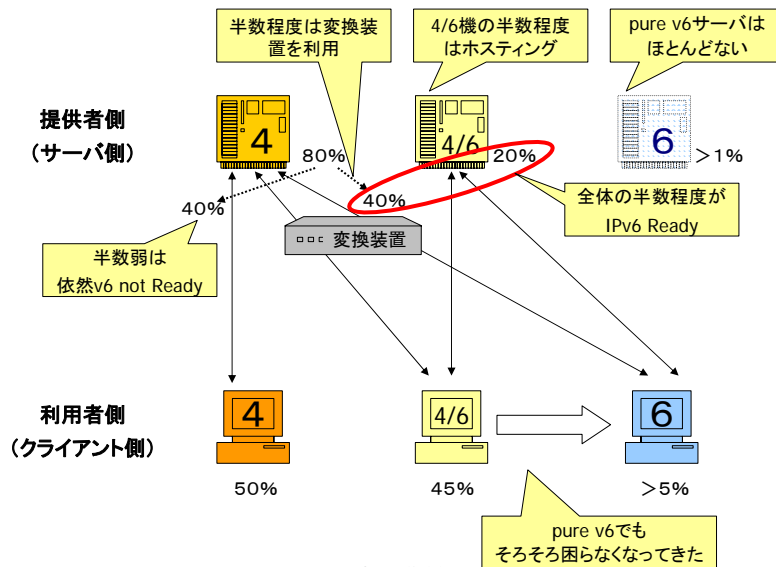 半数程度は変換装
置を利用
4/6機の半数程度
はホスティング
pure v6サーバは
ほとんどない
提供者側
（サーバ側）
4
4/6
6
80%
20%
＞1%
40%
40%
全体の半数程度が
IPv6 Ready
変換装置
半数弱は
依然v6 not Ready
利用者側
（クライアント側）
4
4/6
6
50%
45%
＞5%
pure v6でも
そろそろ困らなくなってきた